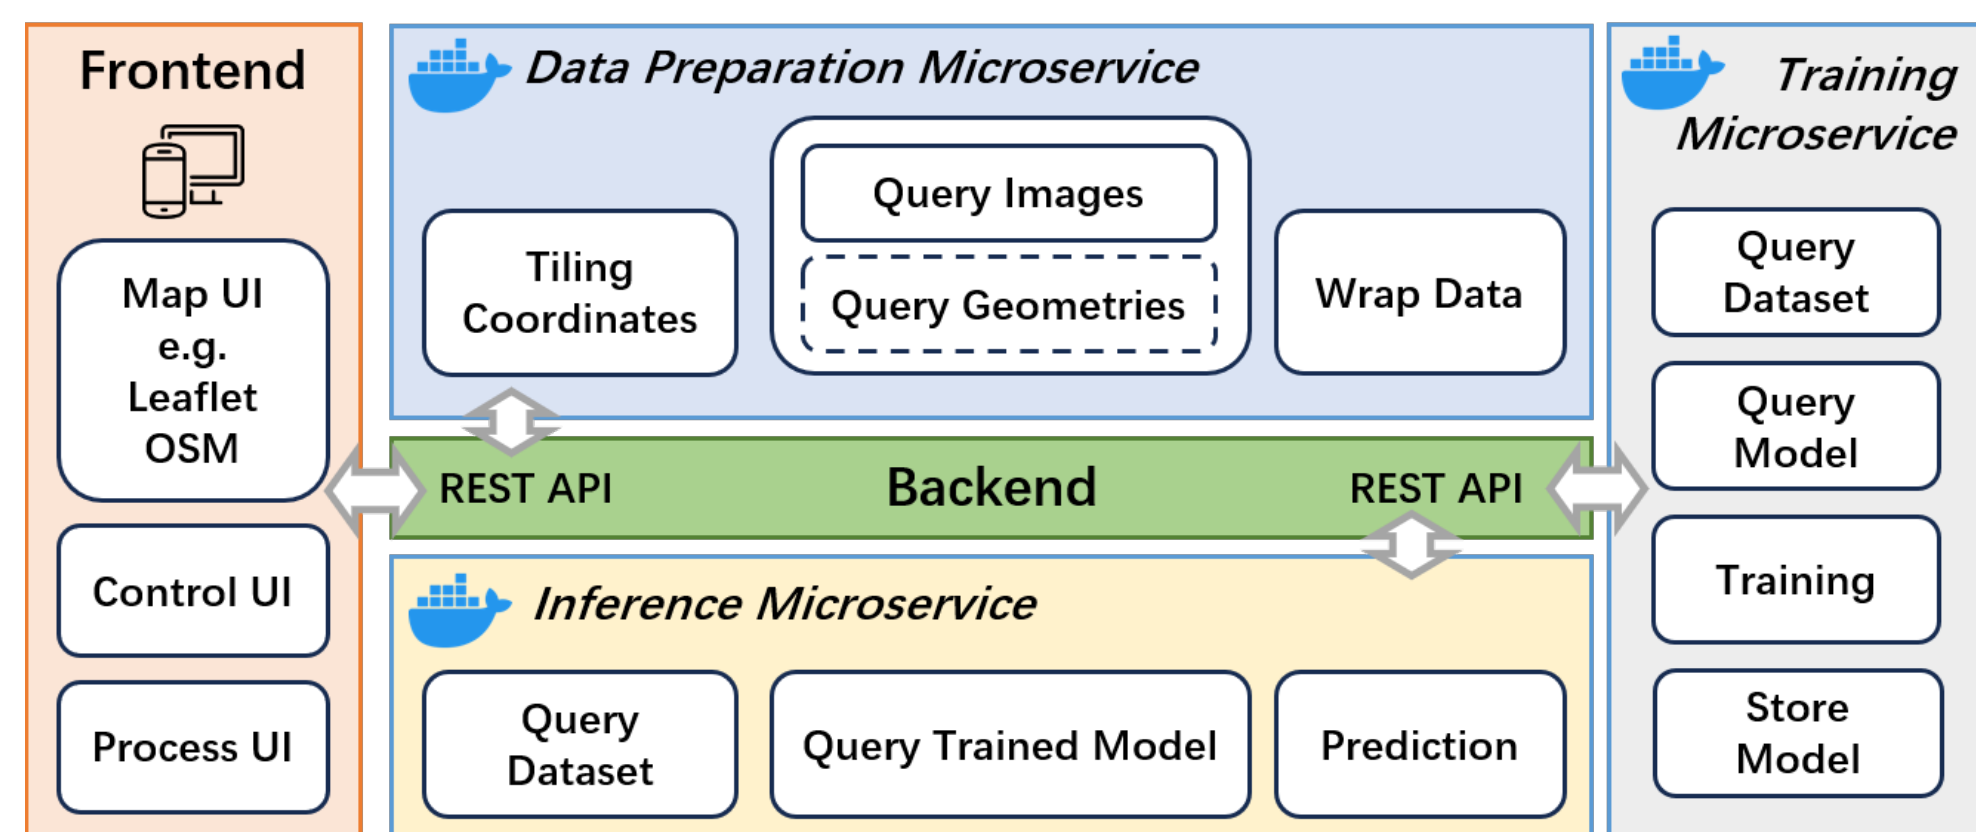 Frontend
Map UI
e.g.
Leaflet
OSM
Control UI
Process UI
Data Preparation Microservice
Tiling
Coordinates
Query Images
Query Geometries
Wrap Data
REST API
Backend
REST API
Inference Microservice
Query
Dataset
Query Trained Model
Prediction
Training
Microservice
Query
Dataset
Query
Model
Training
Store
Model